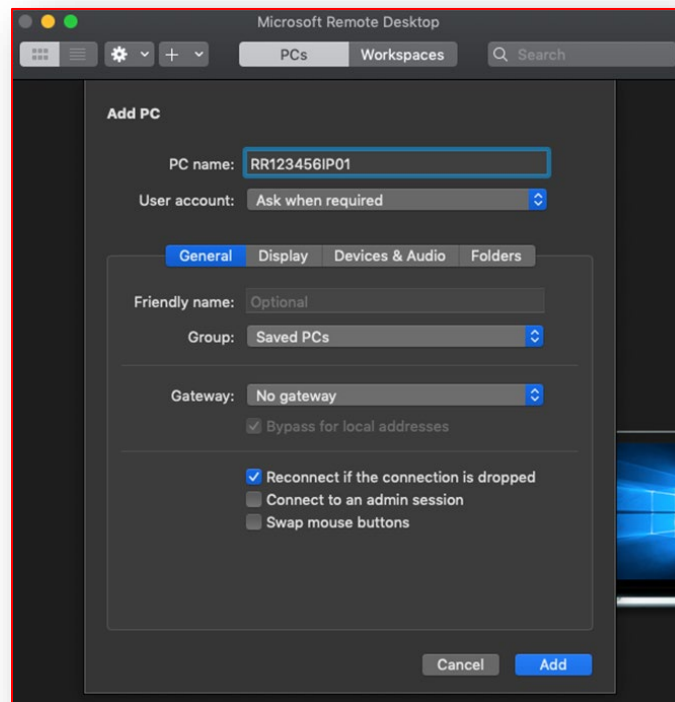 Microsoft Remote Desktop
PCs Workspaces Search
Add PC
PC name: RR123456IP01
User account: Ask when required
General Display Devices & Audio Folders
Friendly name: Optional
Group: Saved PCs
Gateway: No gateway
Bypass for local addresses
Reconnect if the connection is dropped
Connect to an admin session
Swap mouse buttons
Cancel Add